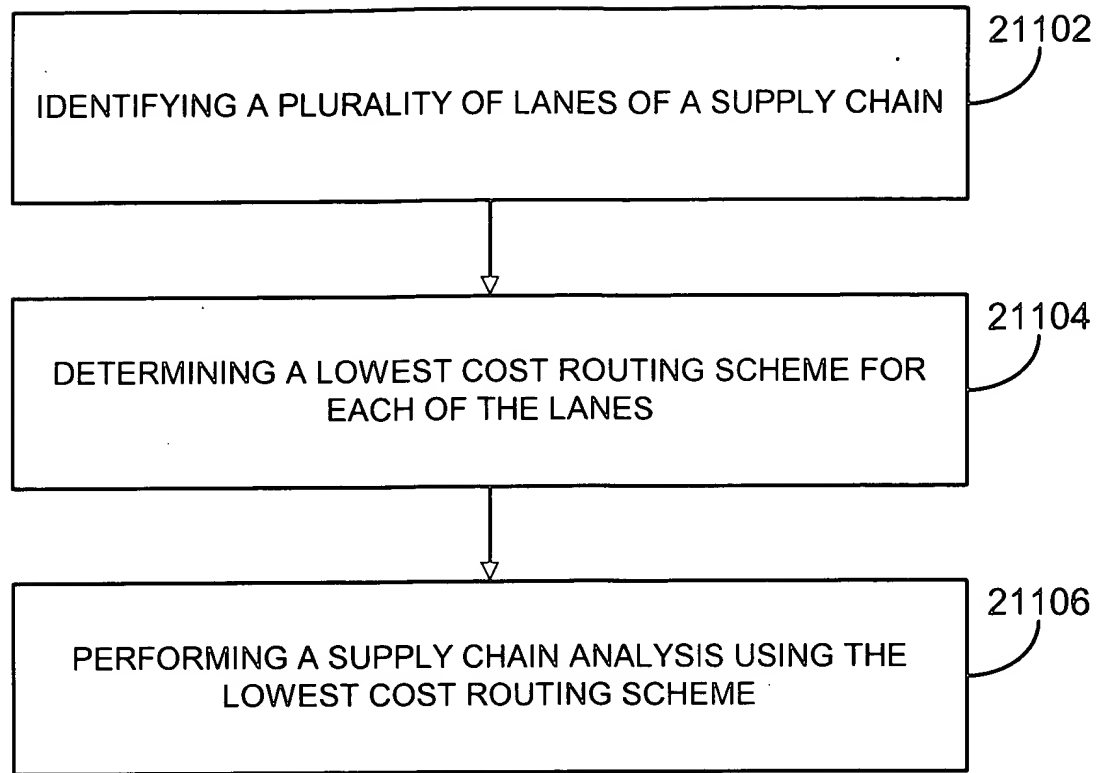 21102
IDENTIFYING A PLURALITY OF LANES OF A SUPPLY CHAIN
21104
DETERMINING A LOWEST COST ROUTING SCHEME FOR
EACH OF THE LANES
21106
PERFORMING A SUPPLY CHAIN ANALYSIS USING THE
LOWEST COST ROUTING SCHEME